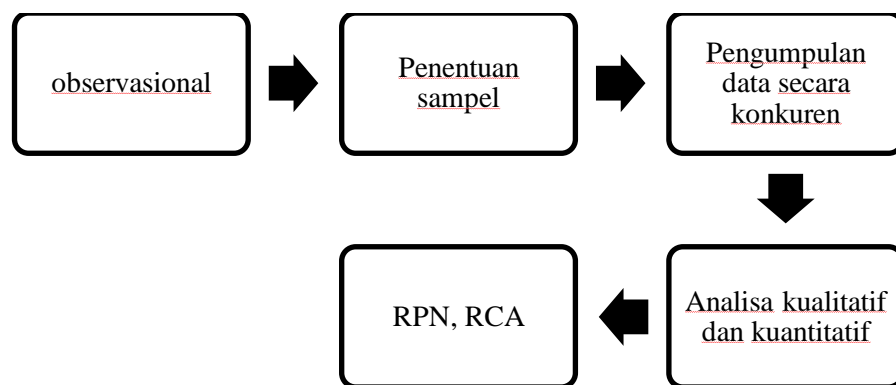 observasional
Penentuan
sampel
Pengumpulan
data secara
konkuren
Analisa kualitatif
dan kuantitatif
RPN, RCA